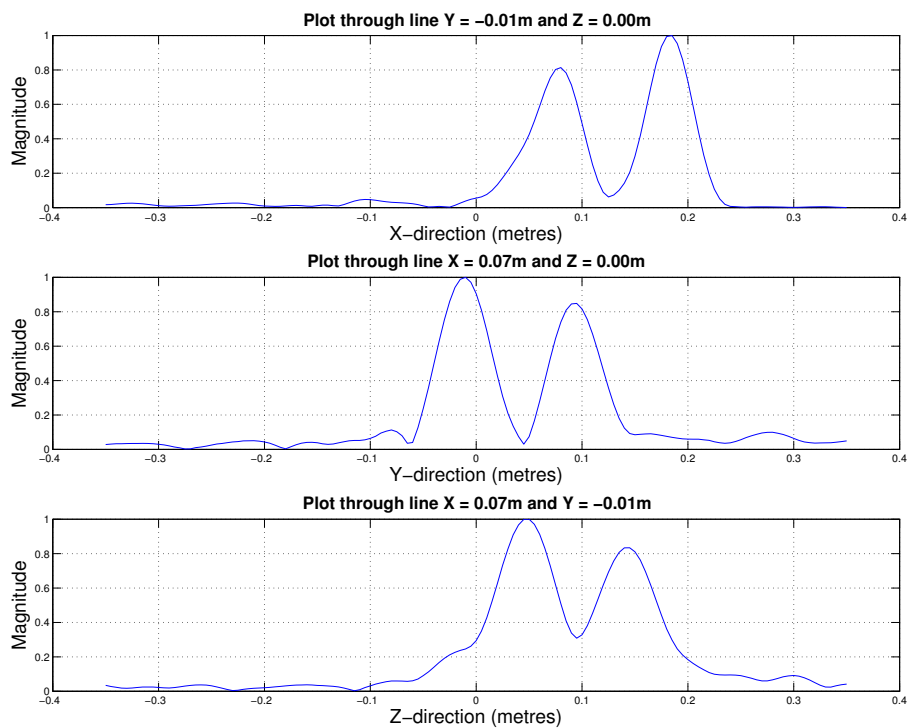 Plot through line Y = −0.01m and Z = 0.00m
1
0.8
0.6
0.4
0.2
0
Magnitude
−0.4 −0.3 −0.2 −0.1 0 0.1 0.2 0.3 0.4
X−direction (metres)
Plot through line X = 0.07m and Z = 0.00m
1
0.8
0.6
0.4
0.2
0
Magnitude
−0.4 −0.3 −0.2 −0.1 0 0.1 0.2 0.3 0.4
Y−direction (metres)
Plot through line X = 0.07m and Y = −0.01m
1
0.8
0.6
0.4
0.2
0
Magnitude
−0.4 −0.3 −0.2 −0.1 0 0.1 0.2 0.3 0.4
Z−direction (metres)